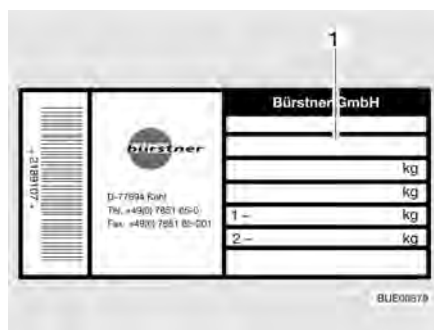 1
Bürstner GmbH
+ 2189107 +
bürstner
D-77694 Kehl
Tel. +49(0) 7851 85-0
Fax. +49(0) 7851 85-201
kg
kg
1 – kg
2 – kg